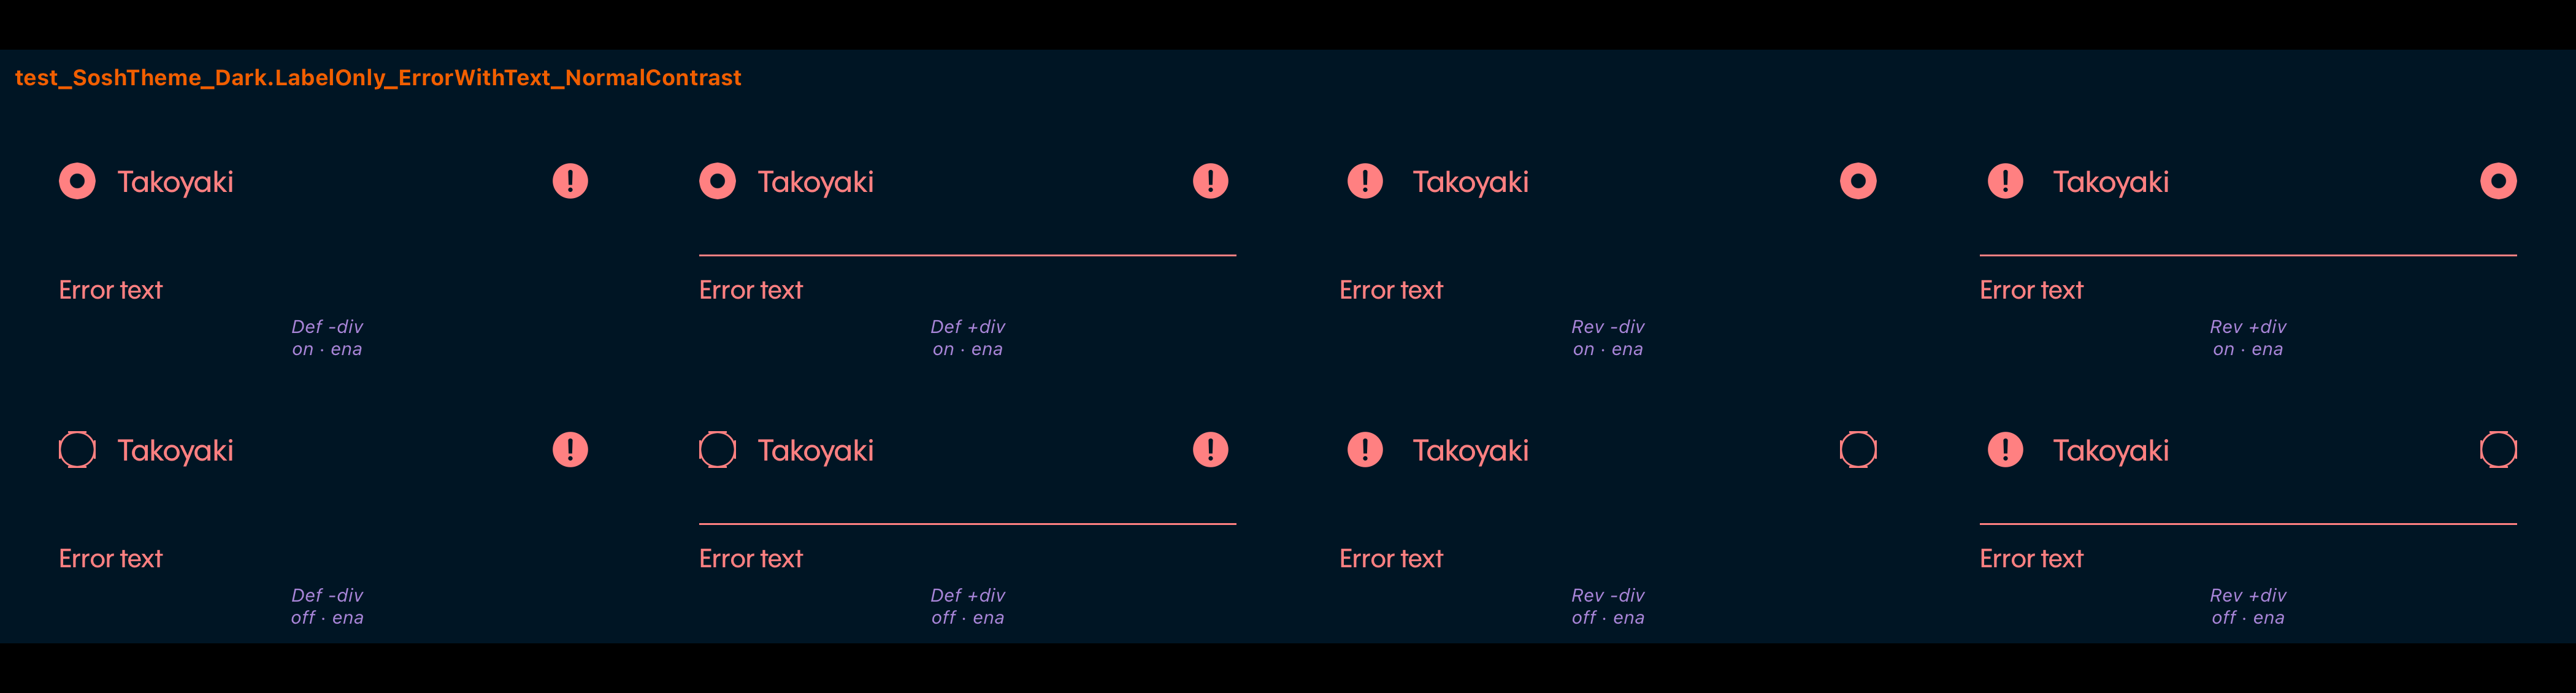 test_SoshTheme_Dark.LabelOnly_ErrorWithText_NormalContrast
Takoyaki
Takoyaki
Takoyaki
Takoyaki
Error text
Error text
Error text
Error text
Def -div
on · ena
Def +div
on · ena
Rev -div
on · ena
Rev +div
on · ena
Takoyaki
Takoyaki
Takoyaki
Takoyaki
Error text
Error text
Error text
Error text
Def -div
off · ena
Def +div
off · ena
Rev -div
off · ena
Rev +div
off · ena